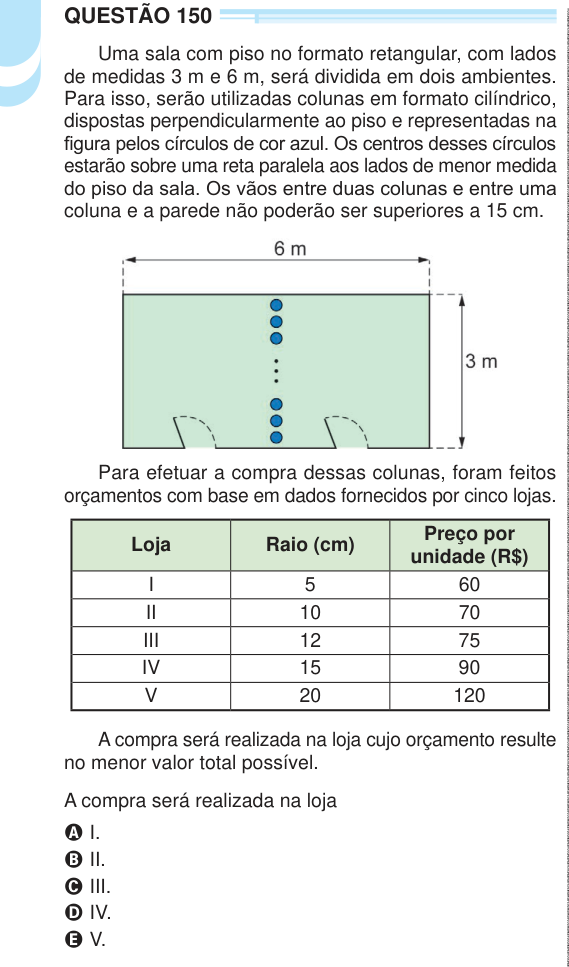 QUESTÃO 150
Uma sala com piso no formato retangular, com lados
de medidas 3 m e 6 m, será dividida em dois ambientes.
Para isso, serão utilizadas colunas em formato cilíndrico,
dispostas perpendicularmente ao piso e representadas na
figura pelos círculos de cor azul. Os centros desses círculos
estarão sobre uma reta paralela aos lados de menor medida
do piso da sala. Os vãos entre duas colunas e entre uma
coluna e a parede não poderão ser superiores a 15 cm.
6 m
3 m
Para efetuar a compra dessas colunas, foram feitos
orçamentos com base em dados fornecidos por cinco lojas.
Loja Raio (cm) Preço por
unidade (R$)
I 5 60
II 10 70
III 12 75
IV 15 90
V 20 120
A compra será realizada na loja cujo orçamento resulte
no menor valor total possível.
A compra será realizada na loja
A I.
B II.
C III.
D IV.
E V.